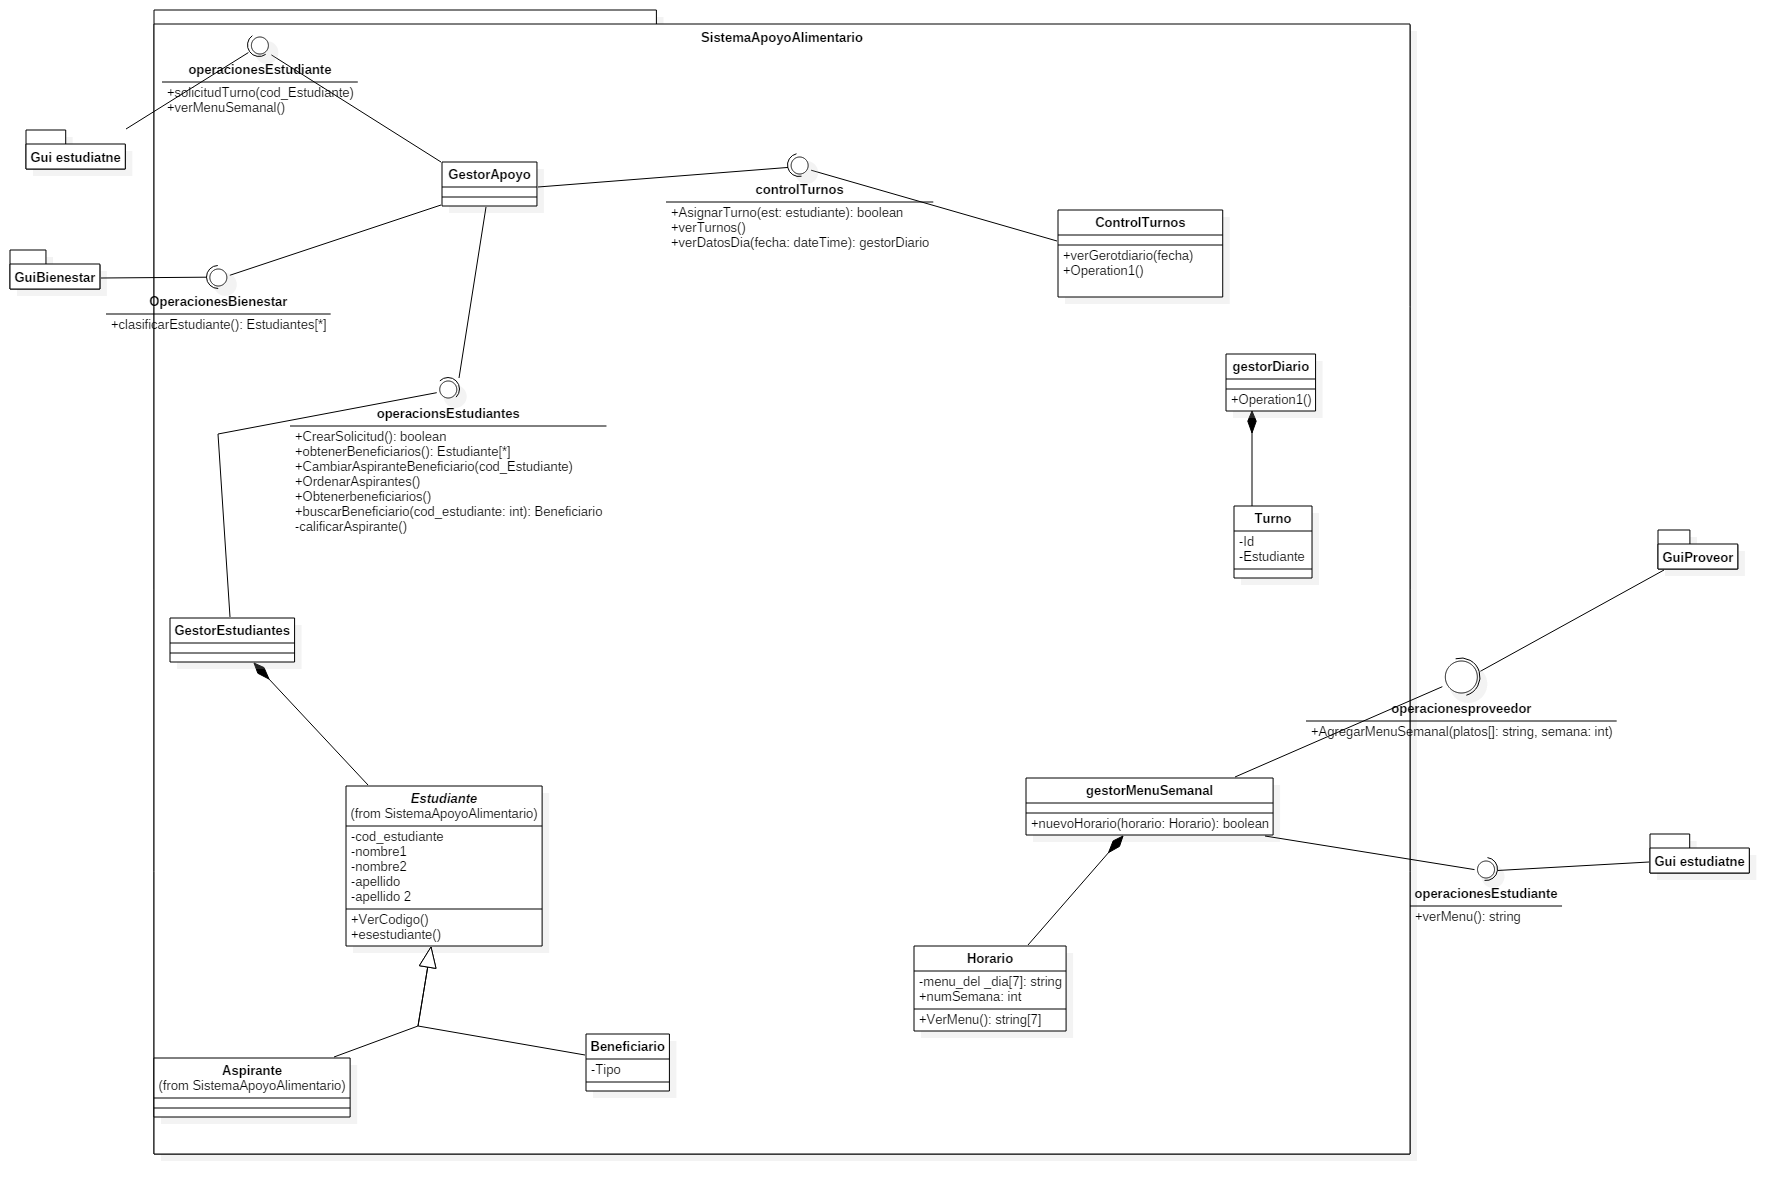 SistemaApoyoAlimentario
operacionesEstudiante
+solicitudTurno(cod_Estudiante)
+verMenuSemanal()
Gui estudiatne
GestorApoyo
controlTurnos
+AsignarTurno(est: estudiante): boolean
+verTurnos()
+verDatosDia(fecha: dateTime): gestorDiario
ControlTurnos
+verGerotdiario(fecha)
+Operation1()
GuiBienestar
OperacionesBienestar
+clasificarEstudiante(): Estudiantes[*]
gestorDiario
+Operation1()
operacionsEstudiantes
+CrearSolicitud(): boolean
+obtenerBeneficiarios(): Estudiante[*]
+CambiarAspiranteBeneficiario(cod_Estudiante)
+OrdenarAspirantes()
+Obtenerbeneficiarios()
+buscarBeneficiario(cod_estudiante: int): Beneficiario
-calificarAspirante()
Turno
-Id
-Estudiante
GuiProveor
GestorEstudiantes
operacionesproveedor
+AgregarMenuSemanal(platos[]: string, semana: int)
Estudiante
(from SistemaApoyoAlimentario)
-cod_estudiante
-nombre1
-nombre2
-apellido
-apellido 2
+VerCodigo()
+esestudiante()
gestorMenuSemanal
+nuevoHorario(horario: Horario): boolean
Gui estudiatne
operacionesEstudiante
+verMenu(): string
Horario
-menu_del _dia[7]: string
+numSemana: int
+VerMenu(): string[7]
Beneficiario
-Tipo
Aspirante
(from SistemaApoyoAlimentario)